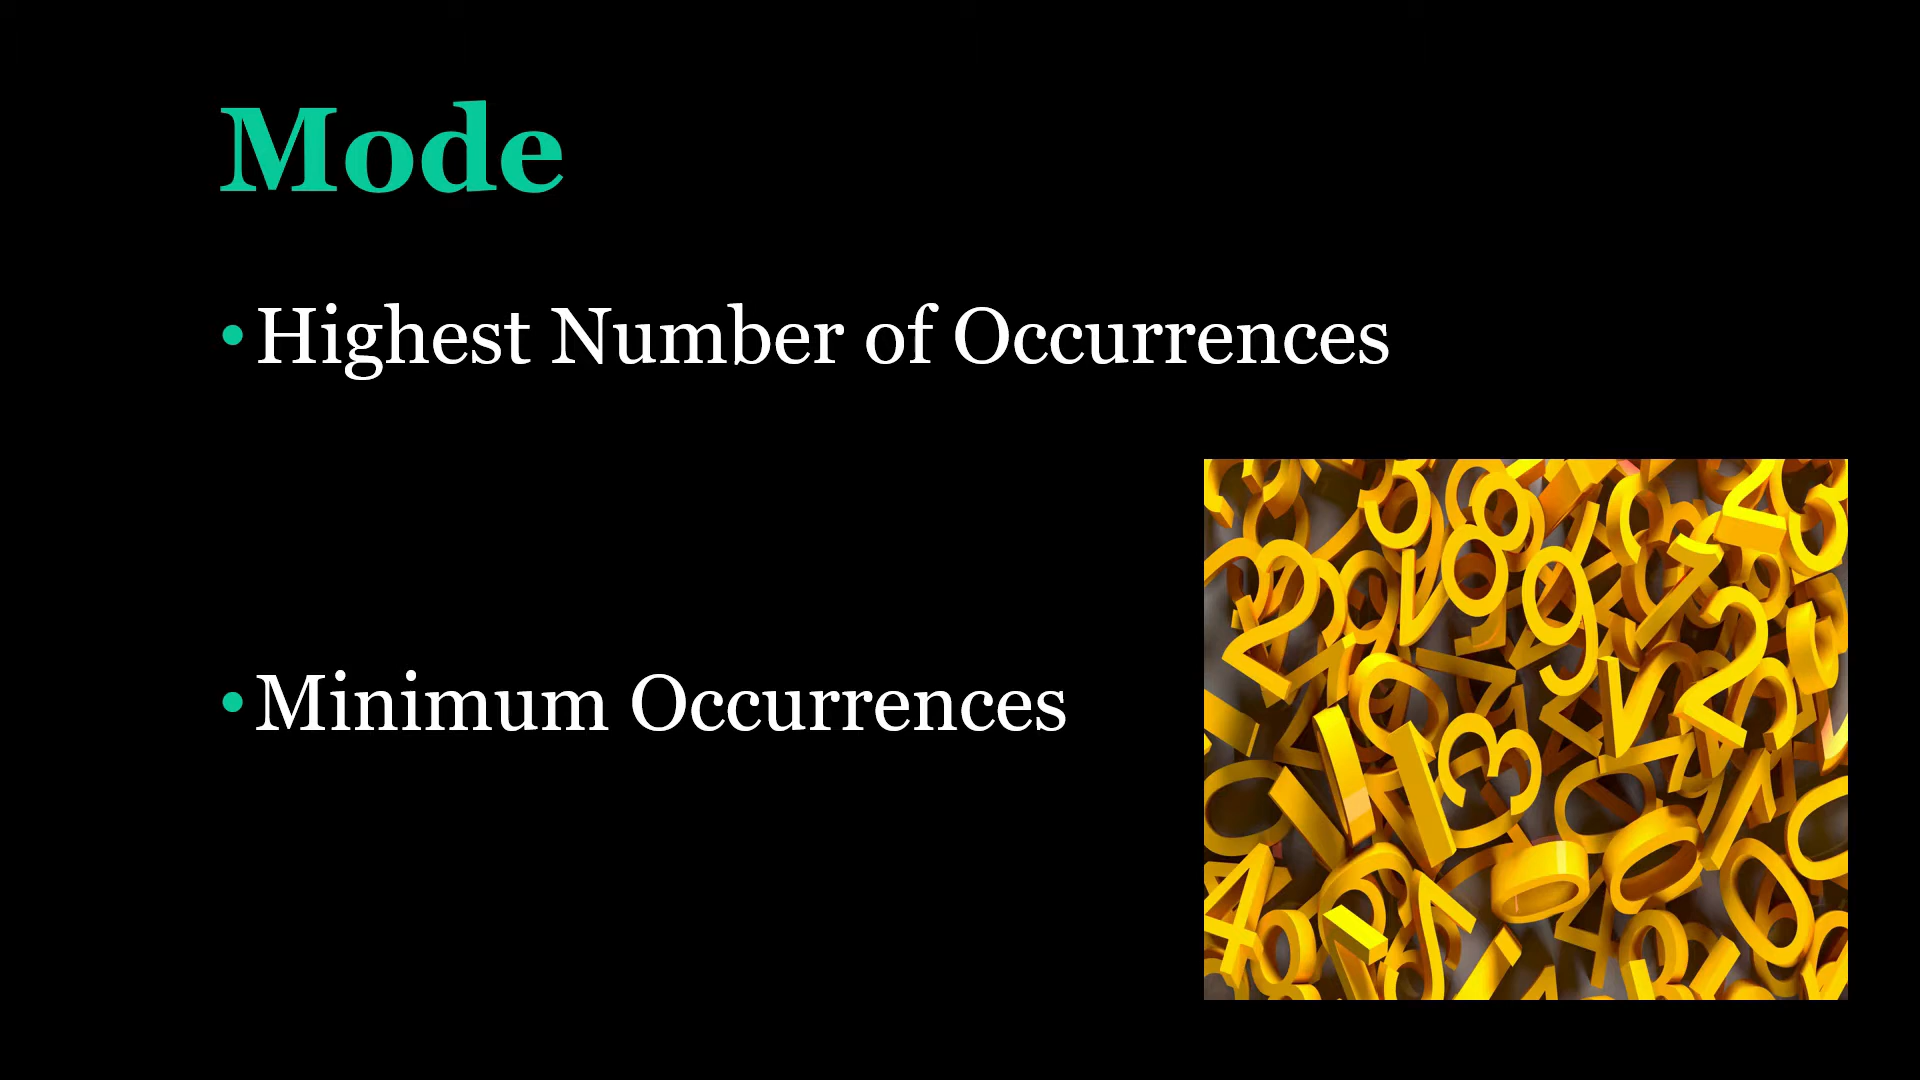 Mode
•Highest Number of Occurrences
•Minimum Occurrences